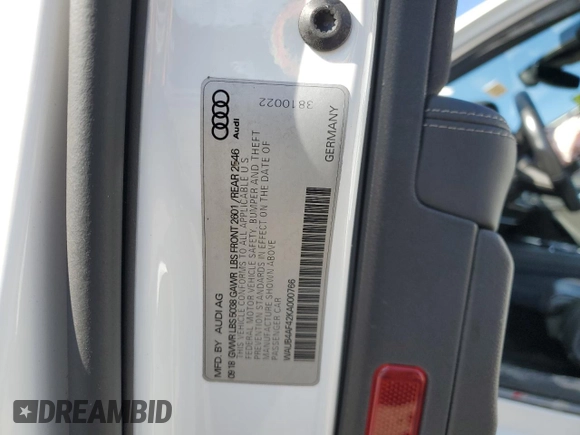 3810022
Audi
GERMANY
MFD. BY AUDI AG
09/18 GVWR LBS 5038 GAWR LBS FRONT 2601 / REAR 2546
THIS VEHICLE CONFORMS TO ALL APPLICABLE U S
FEDERAL MOTOR VEHICLE SAFETY, BUMPER AND THEFT
PREVENTION STANDARDS IN EFFECT ON THE DATE OF
MANUFACTURE SHOWN ABOVE
PASSENGER CAR
WAUB4AF42KA000766
DREAMBID